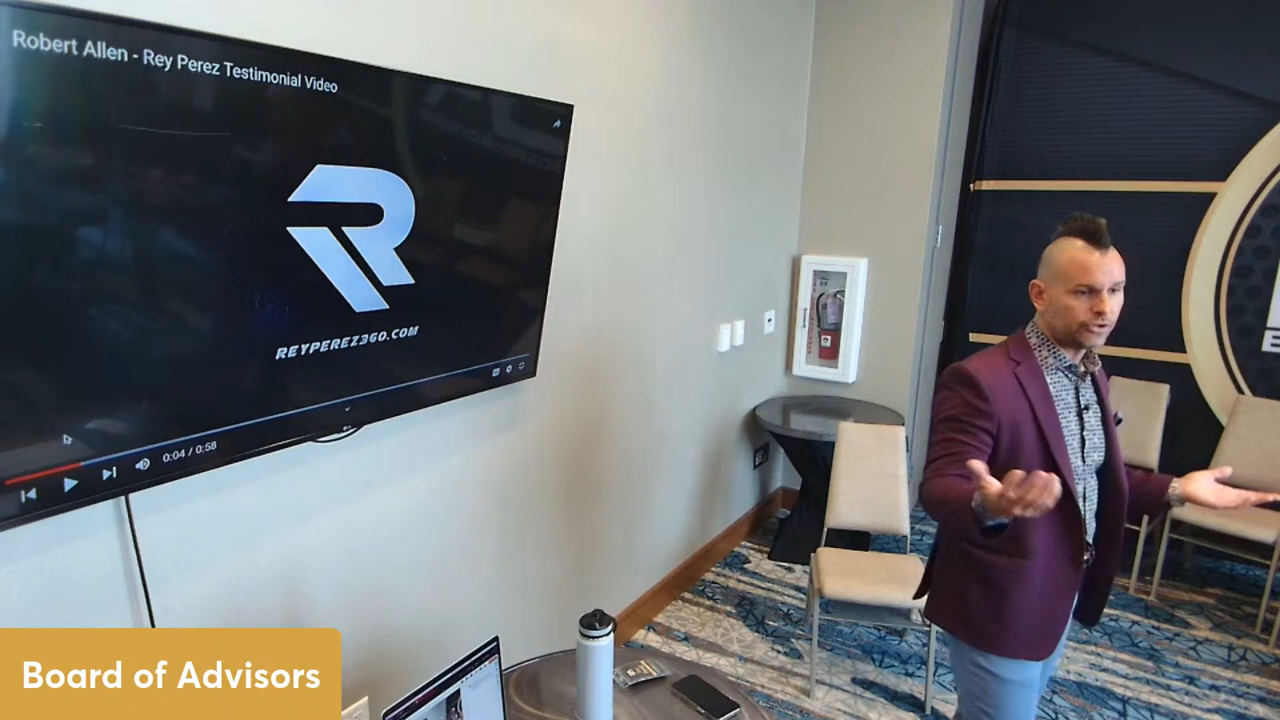 Robert Allen - Rey Perez Testimonial Video
R
REYPEREZ360.COM
0:04 / 0:58
Board of Advisors